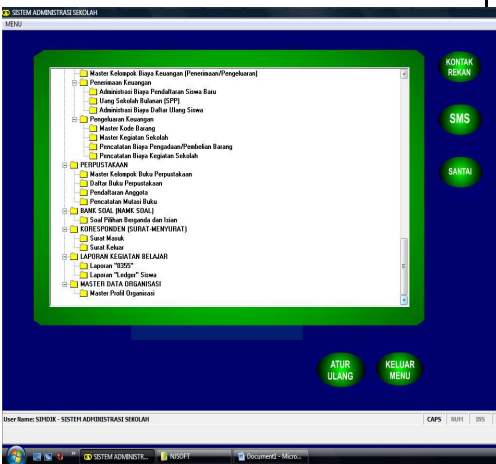 SISTEM ADMINISTRASI SEKOLAH
MENU
Master Kelompok Biaya Keuangan (Penerimaan/Pengeluaran)
Penerimaan Keuangan
Administrasi Biaya Pendaftaran Siswa Baru
Uang Sekolah Bulanan (SPP)
Administrasi Biaya Daftar Ulang Siswa
Pengeluaran Keuangan
Master Kode Barang
Master Kegiatan Sekolah
Pencatatan Biaya Pengadaan/Pembelian Barang
Pencatatan Biaya Kegiatan Sekolah
PERPUSTAKAAN
Master Kelompok Buku Perpustakaan
Daftar Buku Perpustakaan
Pendaftaran Anggota
Pencatatan Mutasi Buku
BANK SOAL (NAMK SOAL)
Soal Pilihan Berganda dan Isian
KORESPONDEN (SURAT-MENYURAT)
Surat Masuk
Surat Keluar
LAPORAN KEGIATAN BELAJAR
Laporan "8355"
Laporan "Ledger" Siswa
MASTER DATA ORGANISASI
Master Profil Organisasi
KONTAK
REKAN
SMS
SANTAI
ATUR
ULANG
KELUAR
MENU
User Name: SIMDIK - SISTEM ADMINISTRASI SEKOLAH
CAPS NUM INS
SISTEM ADMINISTR... NJSOFT Document1 - Micro...